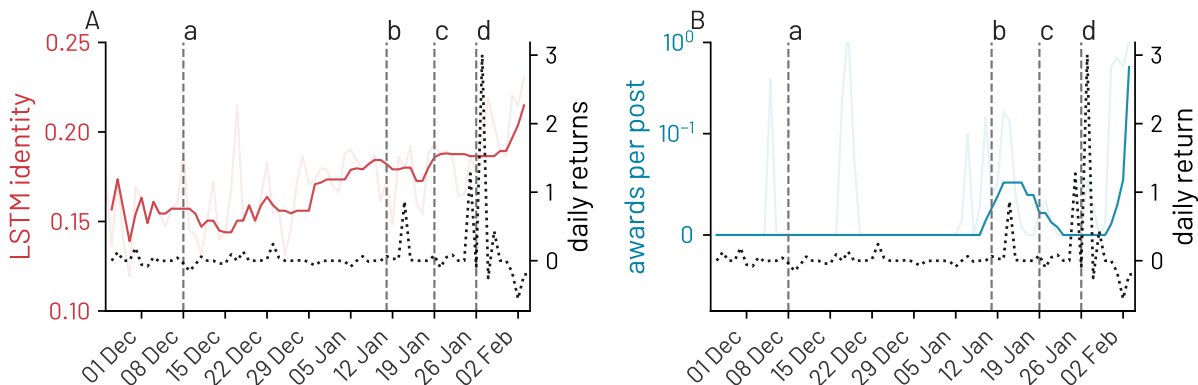 A
a
b
c
d
0.25
0.20
0.15
0.10
LSTM identity
3
2
1
0
daily returns
01 Dec
08 Dec
15 Dec
22 Dec
29 Dec
05 Jan
12 Jan
19 Jan
26 Jan
02 Feb
B
a
b
c
d
10⁰
10⁻¹
0
awards per post
3
2
1
0
daily returns
01 Dec
08 Dec
15 Dec
22 Dec
29 Dec
05 Jan
12 Jan
19 Jan
26 Jan
02 Feb